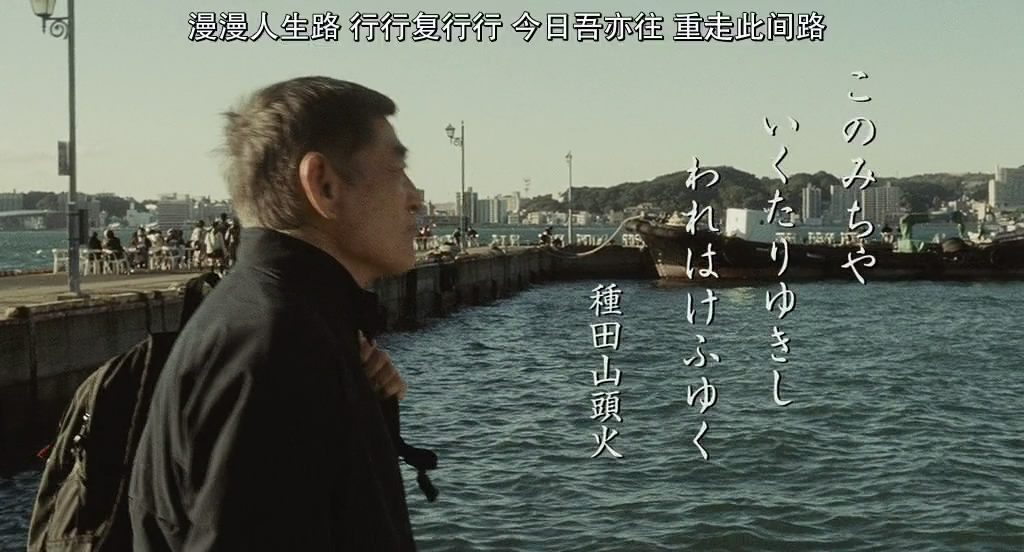 漫漫人生路 行行复行行 今日吾亦往 重走此间路
このみちや
いくたりゆきし
われはけふゆく
種田山頭火